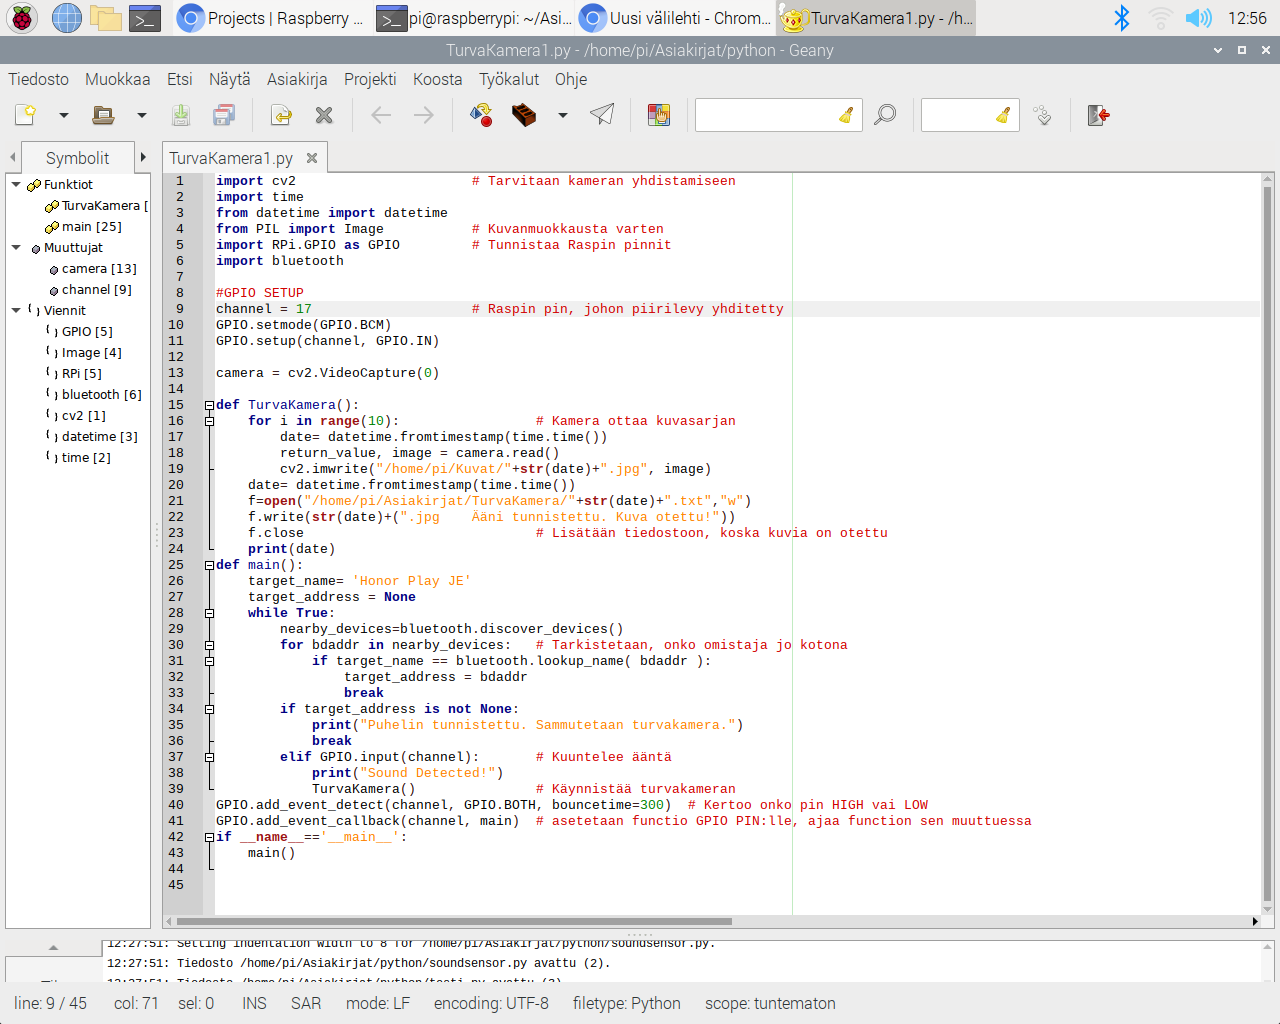 Projects | Raspberry ...
pi@raspberrypi: ~/Asi...
Uusi välilehti - Chrom...
TurvaKamera1.py - /h...
12:56
TurvaKamera1.py - /home/pi/Asiakirjat/python - Geany
Tiedosto Muokkaa Etsi Näytä Asiakirja Projekti Koosta Työkalut Ohje
Symbolit
TurvaKamera1.py
Funktiot
TurvaKamera [
main [25]
Muuttujat
camera [13]
channel [9]
Viennit
GPIO [5]
Image [4]
RPi [5]
bluetooth [6]
cv2 [1]
datetime [3]
time [2]
1 import cv2 # Tarvitaan kameran yhdistamiseen
2 import time
3 from datetime import datetime
4 from PIL import Image # Kuvanmuokkausta varten
5 import RPi.GPIO as GPIO # Tunnistaa Raspin pinnit
6 import bluetooth
7
8 #GPIO SETUP
9 channel = 17 # Raspin pin, johon piirilevy yhditetty
10 GPIO.setmode(GPIO.BCM)
11 GPIO.setup(channel, GPIO.IN)
12
13 camera = cv2.VideoCapture(0)
14
15 def TurvaKamera():
16 for i in range(10): # Kamera ottaa kuvasarjan
17 date= datetime.fromtimestamp(time.time())
18 return_value, image = camera.read()
19 cv2.imwrite("/home/pi/Kuvat/"+str(date)+".jpg", image)
20 date= datetime.fromtimestamp(time.time())
21 f=open("/home/pi/Asiakirjat/TurvaKamera/"+str(date)+".txt","w")
22 f.write(str(date)+(".jpg    Ääni tunnistettu. Kuva otettu!"))
23 f.close # Lisätään tiedostoon, koska kuvia on otettu
24 print(date)
25 def main():
26 target_name= 'Honor Play JE'
27 target_address = None
28 while True:
29 nearby_devices=bluetooth.discover_devices()
30 for bdaddr in nearby_devices: # Tarkistetaan, onko omistaja jo kotona
31 if target_name == bluetooth.lookup_name( bdaddr ):
32 target_address = bdaddr
33 break
34 if target_address is not None:
35 print("Puhelin tunnistettu. Sammutetaan turvakamera.")
36 break
37 elif GPIO.input(channel): # Kuuntelee ääntä
38 print("Sound Detected!")
39 TurvaKamera() # Käynnistää turvakameran
40 GPIO.add_event_detect(channel, GPIO.BOTH, bouncetime=300) # Kertoo onko pin HIGH vai LOW
41 GPIO.add_event_callback(channel, main) # asetetaan functio GPIO PIN:lle, ajaa function sen muuttuessa
42 if __name__=='__main__':
43 main()
44
45
12:27:51: Setting indentation width to 8 for /home/pi/Asiakirjat/python/soundsensor.py.
12:27:51: Tiedosto /home/pi/Asiakirjat/python/soundsensor.py avattu (2).
12:27:51: Tiedosto /home/pi/Asiakirjat/python/testi.py avattu (3).
line: 9 / 45 col: 71 sel: 0 INS SAR mode: LF encoding: UTF-8 filetype: Python scope: tuntematon